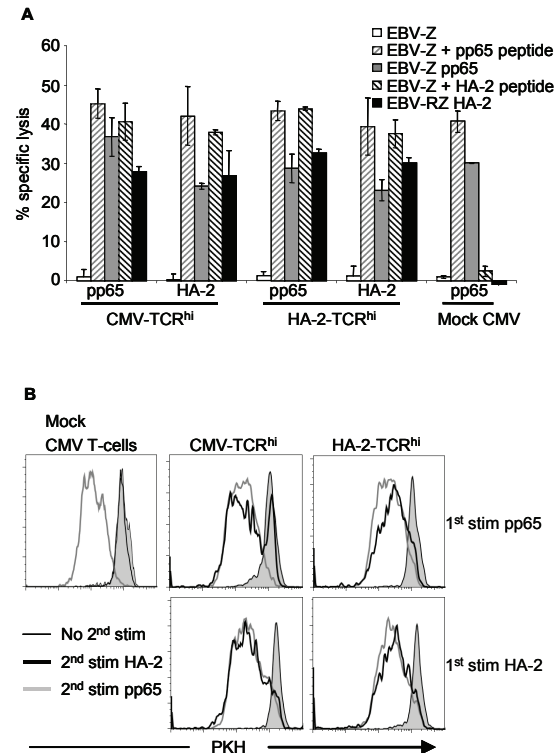 A
EBV-Z
EBV-Z + pp65 peptide
EBV-Z pp65
EBV-Z + HA-2 peptide
EBV-RZ HA-2
% specific lysis
60
50
40
30
20
10
0
pp65 HA-2 pp65 HA-2 pp65
CMV-TCRhi HA-2-TCRhi Mock CMV
B
Mock
CMV T-cells CMV-TCRhi HA-2-TCRhi
1st stim pp65
No 2nd stim
2nd stim HA-2
2nd stim pp65
1st stim HA-2
PKH